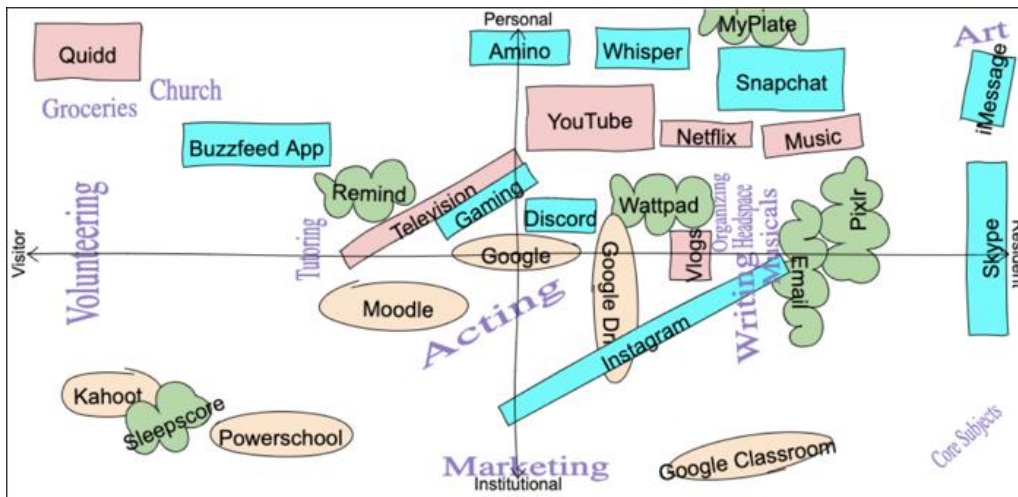 Personal
MyPlate
Art
Quidd
Amino
Whisper
Snapchat
iMessage
Church
Groceries
YouTube
Netflix
Music
Buzzfeed App
Remind
Television
Gaming
Discord
Wattpad
Organizing
Headspace
Musicals
Pixlr
Volunteering
Tutoring
Visitor
Google
Vlogs
Writing
Email
Skype
Resident
Moodle
Acting
Google Dri
Instagram
Kahoot
Sleepscore
Powerschool
Marketing
Institutional
Google Classroom
Core Subjects